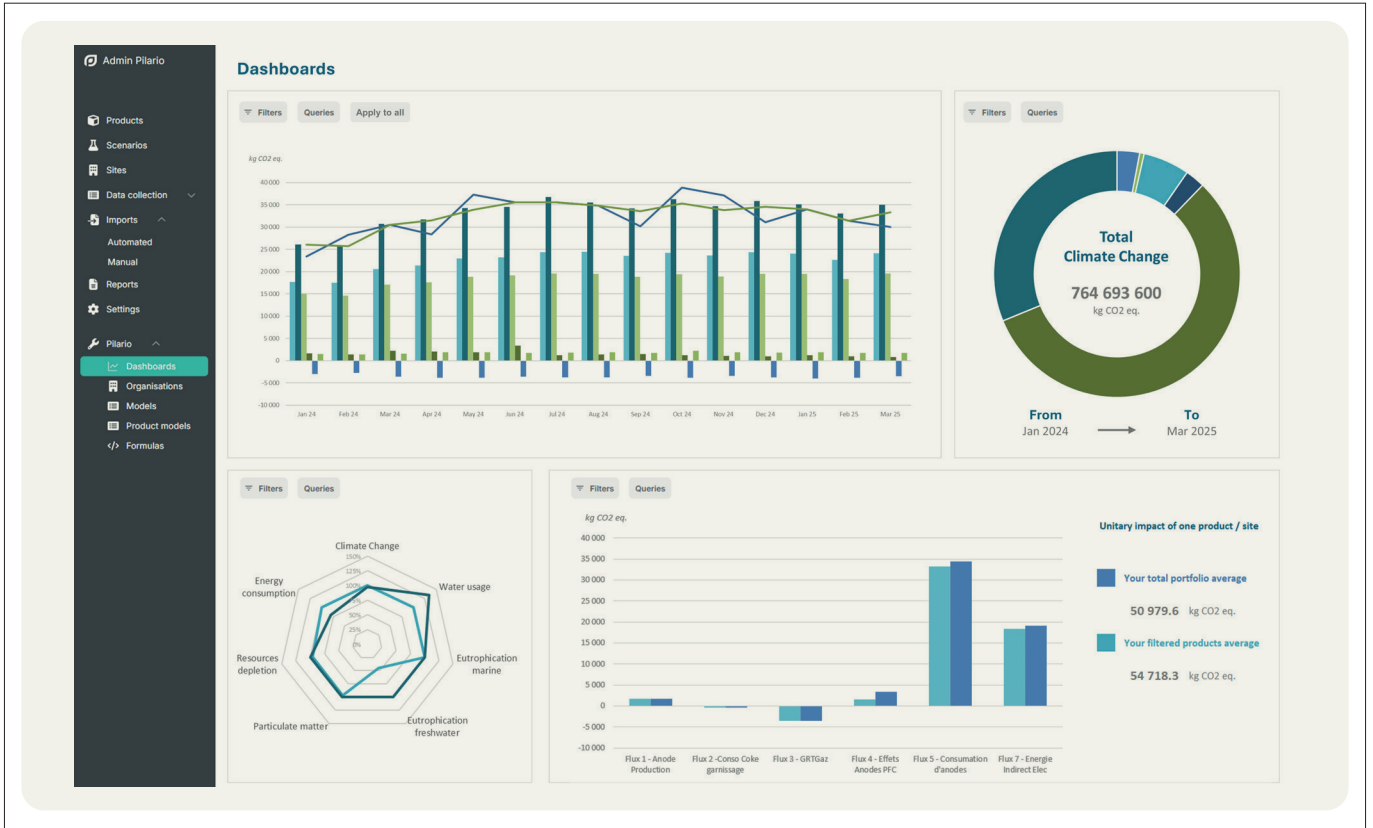 Admin Pilario
Products
Scenarios
Sites
Data collection
Imports
Automated
Manual
Reports
Settings
Pilario
Dashboards
Organisations
Models
Product models
</> Formulas
Dashboards
Filters
Queries
Apply to all
kg CO2 eq.
40 000
35 000
30 000
25 000
20 000
15 000
10 000
5 000
0
-5 000
-10 000
Jan 24
Feb 24
Mar 24
Apr 24
May 24
Jun 24
Jul 24
Aug 24
Sep 24
Oct 24
Nov 24
Dec 24
Jan 25
Feb 25
Mar 25
Filters
Queries
Total
Climate Change
764 693 600
kg CO2 eq.
From
Jan 2024
To
Mar 2025
Filters
Queries
Climate Change
150%
125%
100%
75%
50%
25%
0%
Water usage
Eutrophication
marine
Eutrophication
freshwater
Particulate matter
Resources
depletion
Energy
consumption
Filters
Queries
kg CO2 eq.
40 000
35 000
30 000
25 000
20 000
15 000
10 000
5 000
0
-5 000
-10 000
Flux 1 - Anode
Production
Flux 2 -Conso Coke
garnissage
Flux 3 - GRTGaz
Flux 4 - Effets
Anodes PFC
Flux 5 - Consumation
d'anodes
Flux 7 - Energie
Indirect Elec
Unitary impact of one product / site
Your total portfolio average
50 979.6 kg CO2 eq.
Your filtered products average
54 718.3 kg CO2 eq.